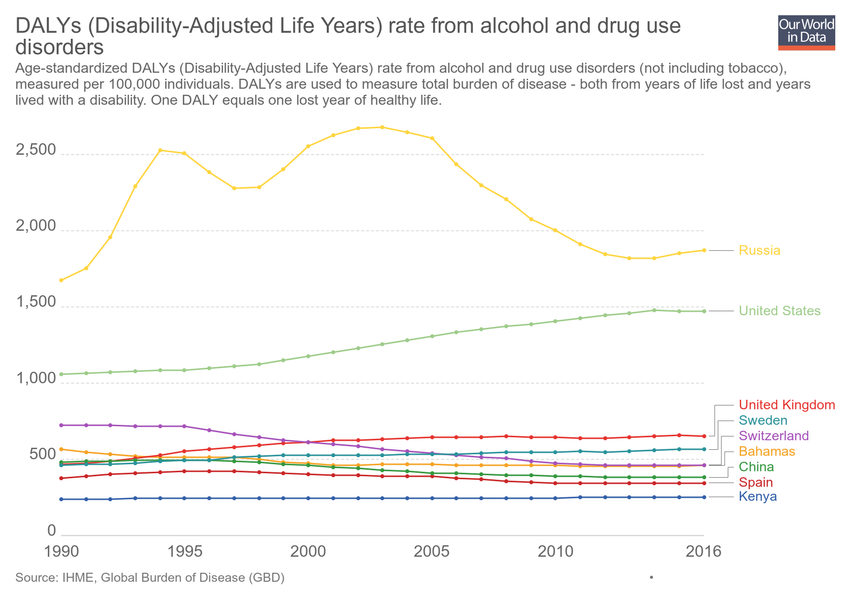 DALYs (Disability-Adjusted Life Years) rate from alcohol and drug use
disorders
Our World
in Data
Age-standardized DALYs (Disability-Adjusted Life Years) rate from alcohol and drug use disorders (not including tobacco),
measured per 100,000 individuals. DALYs are used to measure total burden of disease - both from years of life lost and years
lived with a disability. One DALY equals one lost year of healthy life.
2,500
2,000
Russia
1,500
United States
1,000
United Kingdom
Sweden
Switzerland
500
Bahamas
China
Spain
Kenya
0
1990
1995
2000
2005
2010
2016
Source: IHME, Global Burden of Disease (GBD)
•